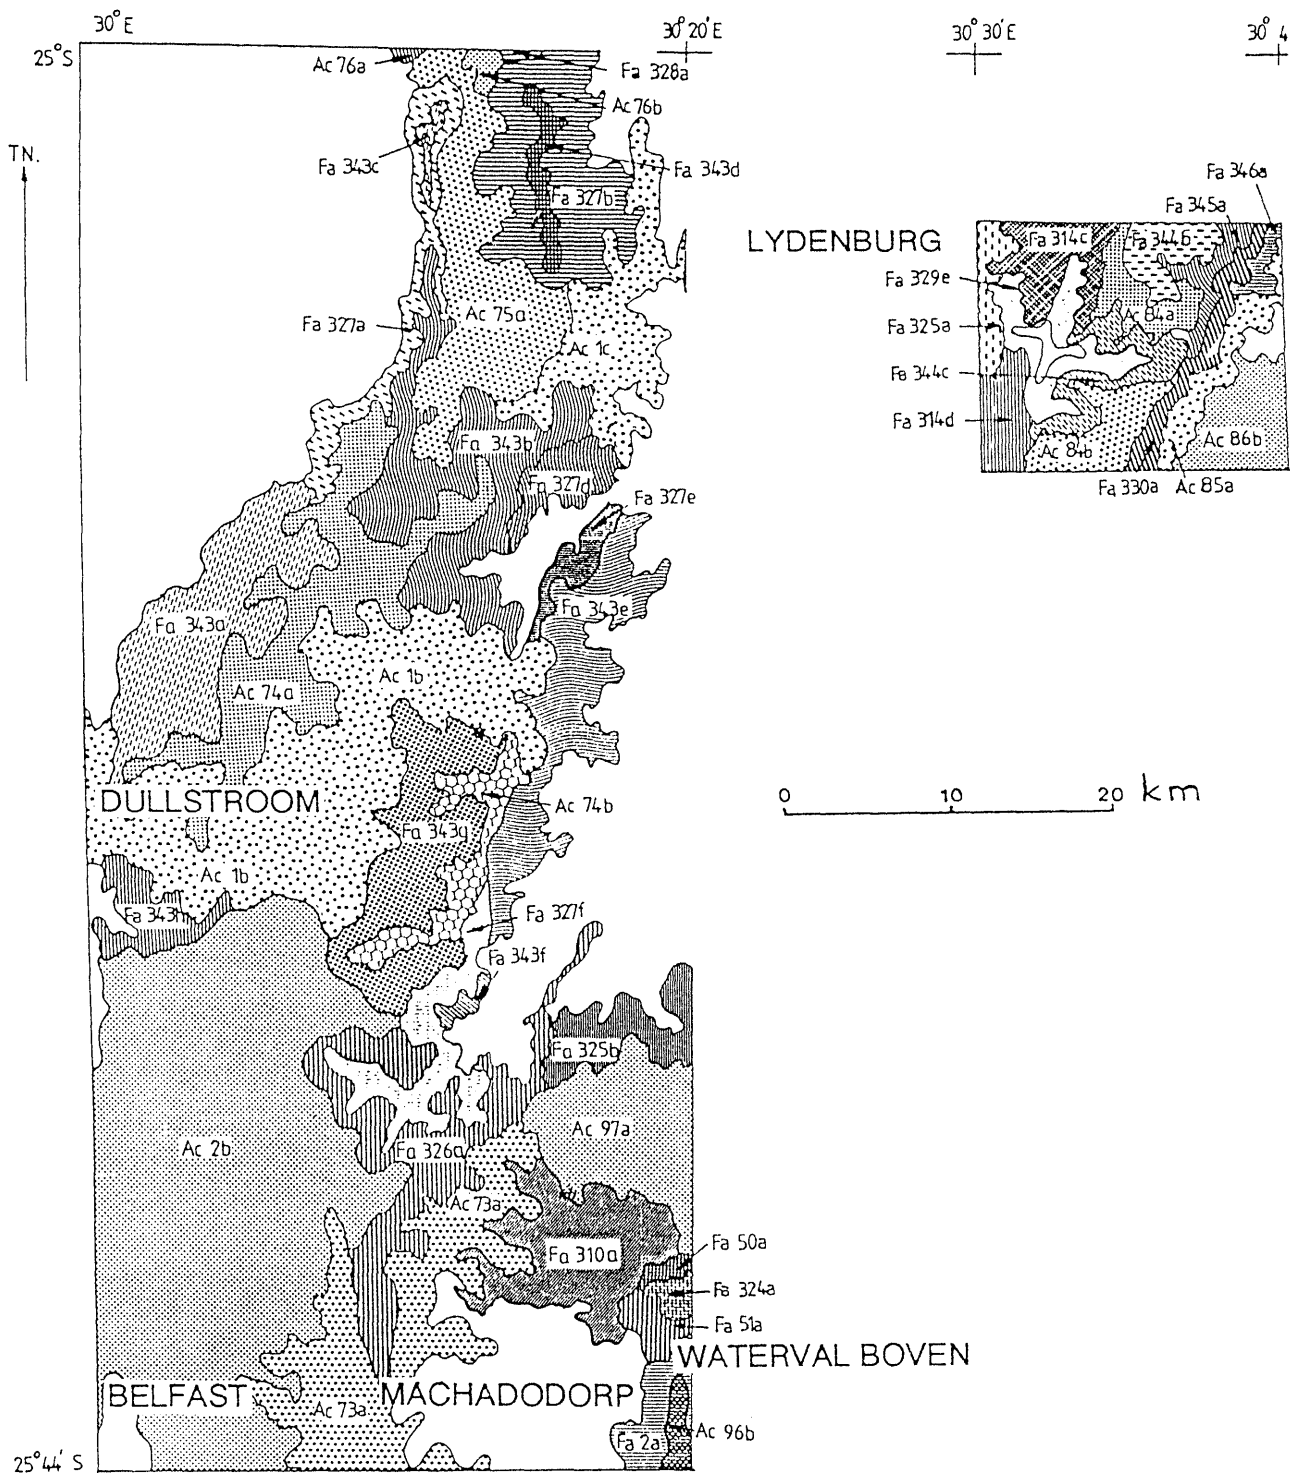 30° E
30° 20' E
30° 30' E
30° 4
25° S
Ac 76a
Fa 328a
Ac 76b
TN.
Fa 343c
Fa 343d
Fa 346a
Fa 327b
Fa 345a
LYDENBURG
Fa 314c
Fa 344b
Fa 329e
Ac 75a
Ac 84a
Fa 327a
Fa 325a
Ac 1c
Fa 344c
Fa 314d
Fa 343b
Ac 84b
Ac 86b
Fa 327d
Fa 330a
Ac 85a
Fa 327e
Fa 343e
Fa 343a
Ac 1b
Ac 74a
DULLSTROOM
Ac 74b
0
10
20
km
Fa 343g
Ac 1b
Fa 343h
Fa 327f
Fa 343f
Fa 325b
Ac 2b
Ac 97a
Fa 326a
Ac 73a
Fa 310a
Fa 50a
Fa 324a
Fa 51a
WATERVAL BOVEN
BELFAST
MACHADODORP
Ac 73a
Ac 96b
Fa 2a
25° 44' S